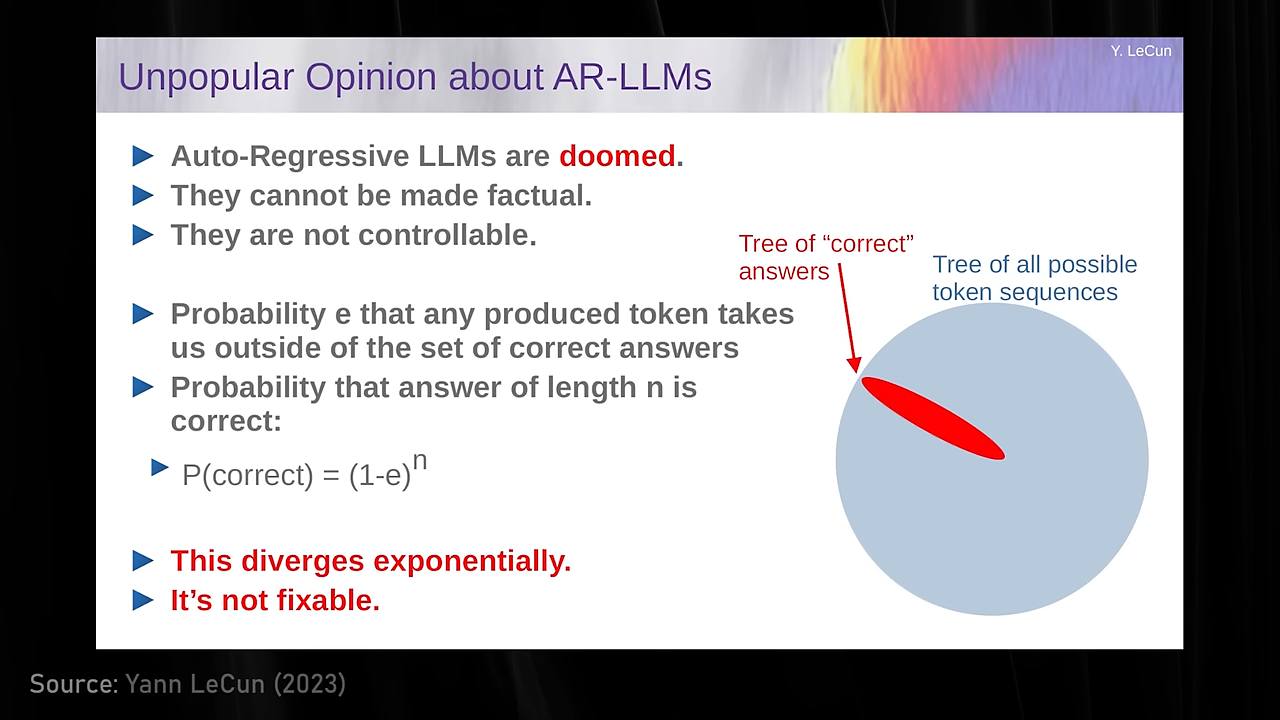 Y. LeCun
Unpopular Opinion about AR-LLMs
Auto-Regressive LLMs are doomed.
They cannot be made factual.
They are not controllable.
Probability e that any produced token takes
us outside of the set of correct answers
Probability that answer of length n is
correct:
P(correct) = (1-e)^n
This diverges exponentially.
It’s not fixable.
Tree of “correct”
answers
Tree of all possible
token sequences
Source: Yann LeCun (2023)